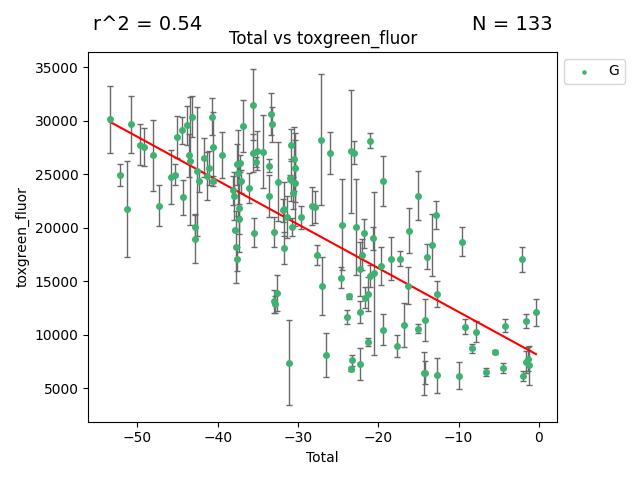 r^2 = 0.54
N = 133
Total vs toxgreen_fluor
G
35000
30000
25000
20000
15000
10000
5000
toxgreen_fluor
−50
−40
−30
−20
−10
0
Total